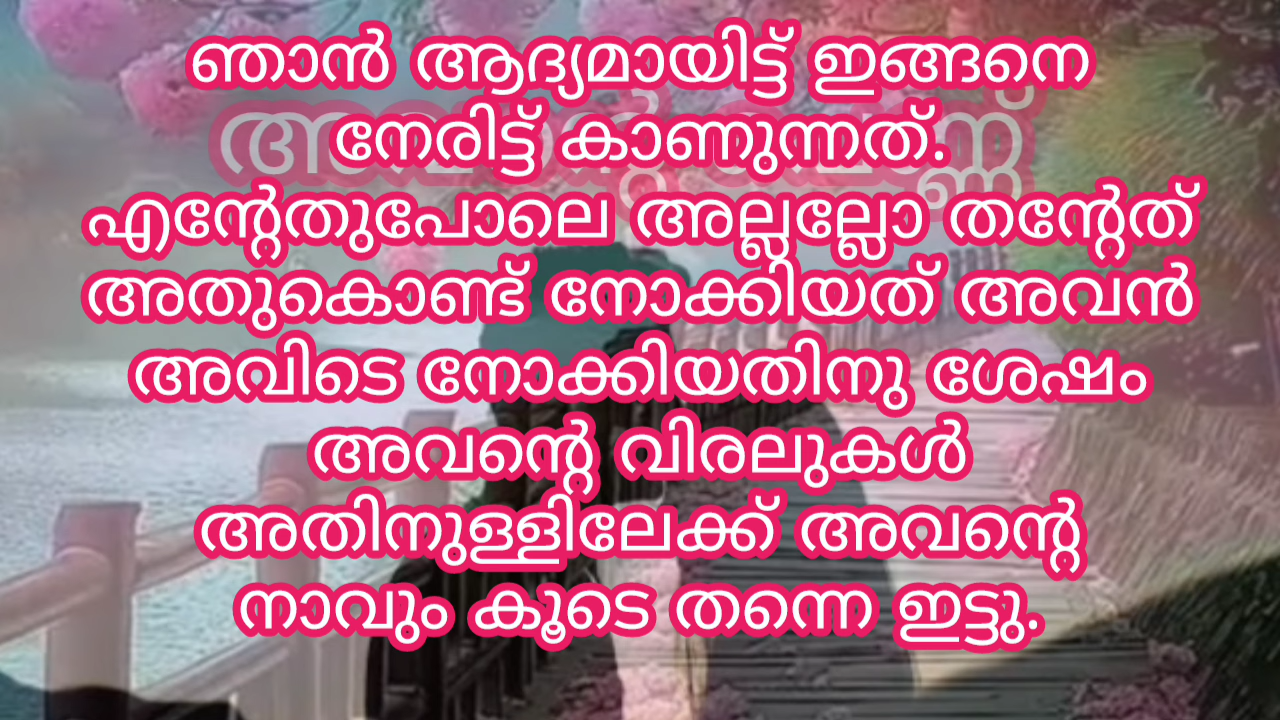 ഞാൻ ആദ്യമായിട്ട് ഇങ്ങനെ
നേരിട്ട് കാണുന്നത്.
എന്റേതുപോലെ അല്ലല്ലോ തന്റേത്
അതുകൊണ്ട് നോക്കിയത് അവൻ
അവിടെ നോക്കിയതിനു ശേഷം
അവന്റെ വിരലുകൾ
അതിനുള്ളിലേക്ക് അവന്റെ
നാവും കൂടെ തന്നെ ഇട്ടു.